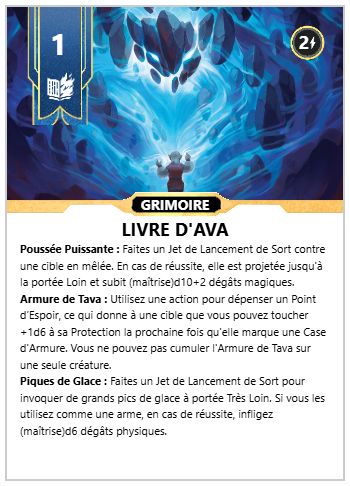 1
2
GRIMOIRE
LIVRE D'AVA
Poussée Puissante : Faites un Jet de Lancement de Sort contre
une cible en mêlée. En cas de réussite, elle est projetée jusqu'à
la portée Loin et subit (maîtrise)d10+2 dégâts magiques.
Armure de Tava : Utilisez une action pour dépenser un Point
d'Espoir, ce qui donne à une cible que vous pouvez toucher
+1d6 à sa Protection la prochaine fois qu'elle marque une Case
d'Armure. Vous ne pouvez pas cumuler l'Armure de Tava sur
une seule créature.
Piques de Glace : Faites un Jet de Lancement de Sort pour
invoquer de grands pics de glace à portée Très Loin. Si vous les
utilisez comme une arme, en cas de réussite, infligez
(maîtrise)d6 dégâts physiques.